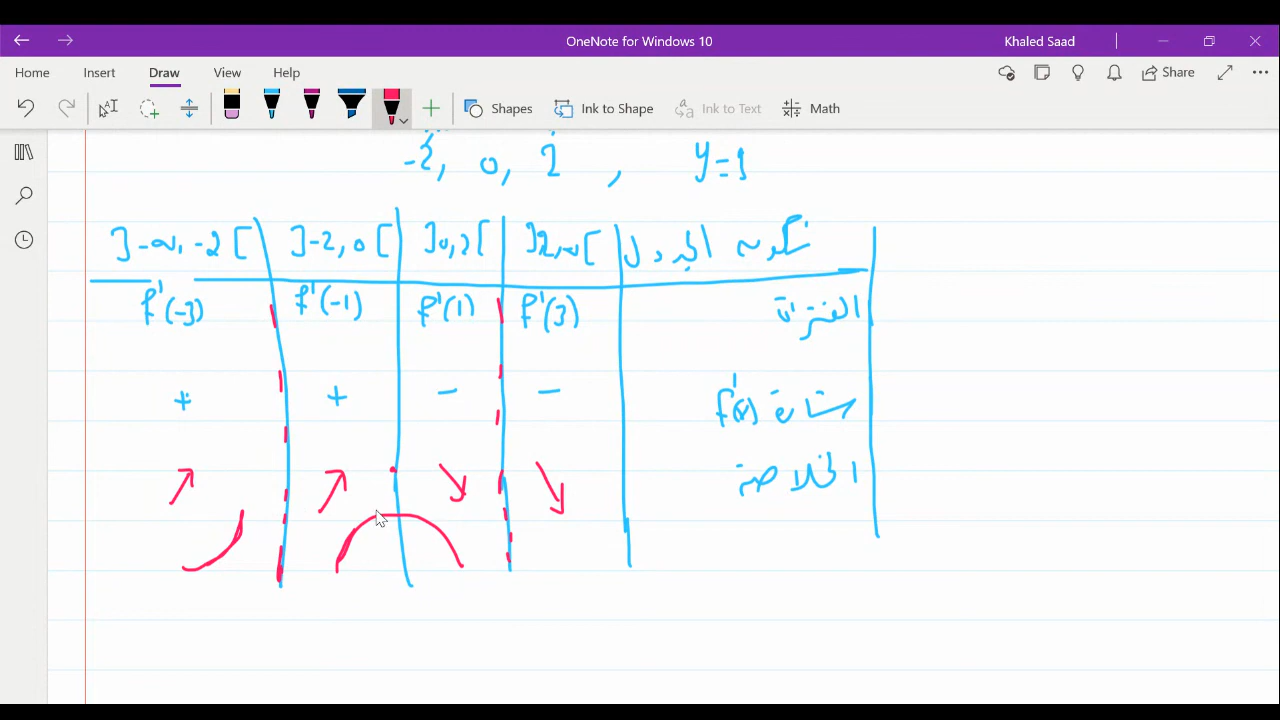 OneNote for Windows 10
Khaled Saad
Home Insert Draw View Help Share
Shapes Ink to Shape Ink to Text Math
-2, 0, 2 , y=1
]-∞, -2[ ]-2, 0[ ]0, 2[ ]2, ∞[ تكوين الجدول
f'(-3) f'(-1) f'(1) f'(3) الفترات
+ + - - f'(x) إشارة
↗ ↗ ↘ ↘ الخلاصة